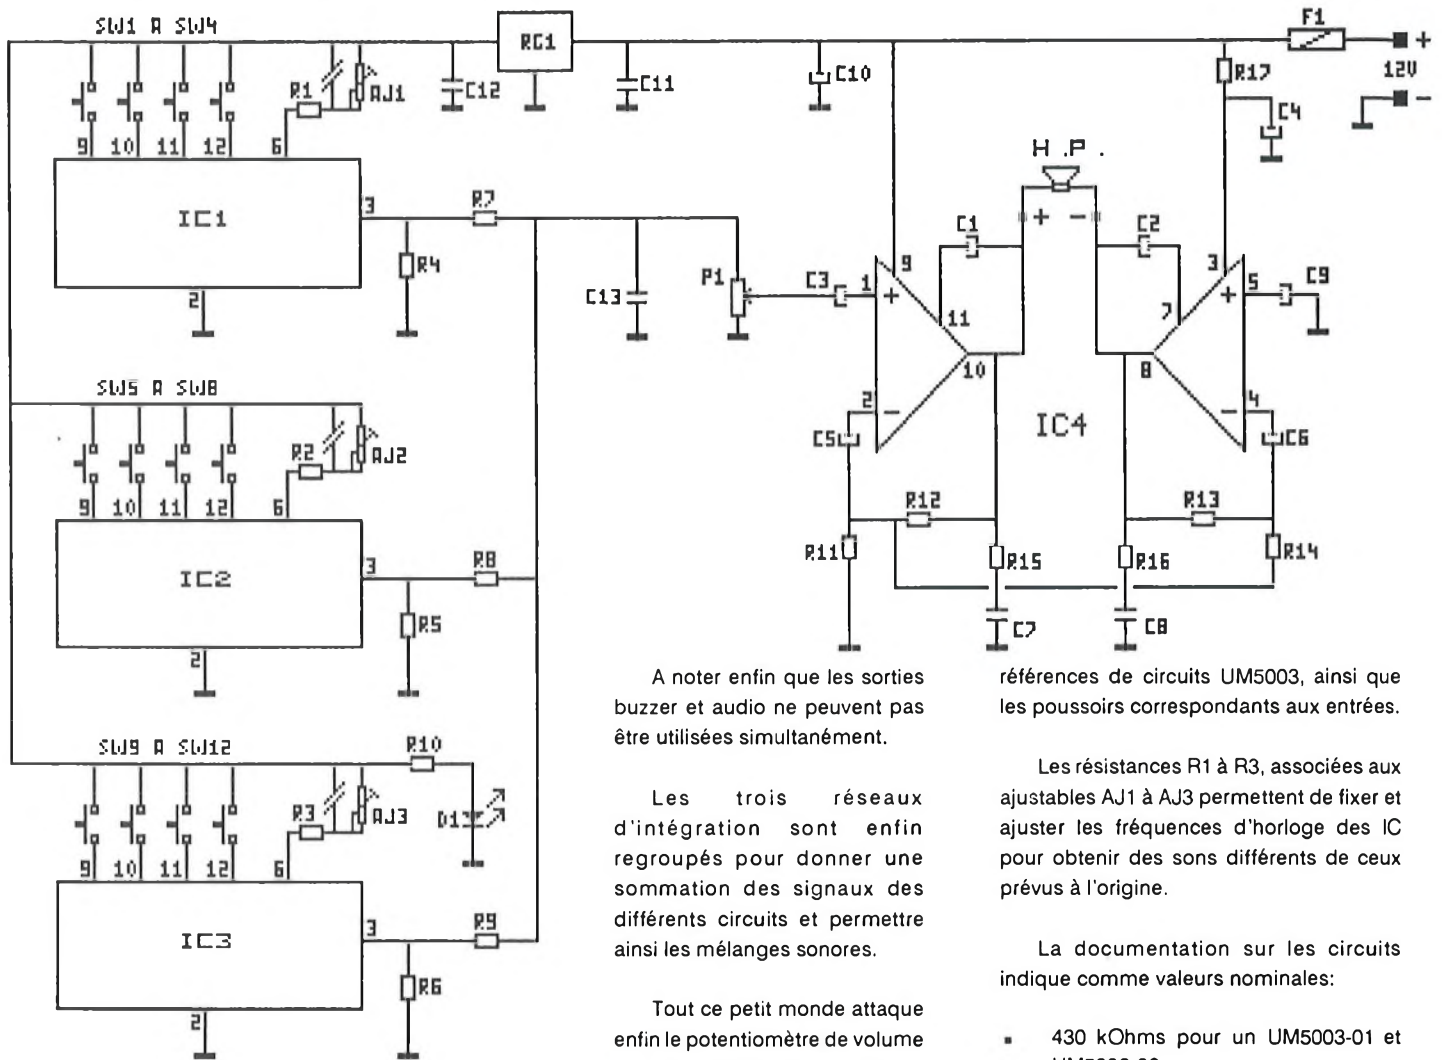 SW1 A SW4
RG1
F1
+
12V
-
R1
AJ1
C12
C11
C10
R17
C4
9 10 11 12 6
IC1
3
2
R7
R4
C13
P1
C3
H.P.
+ -
C1
C2
1
+
9
11
10
2
-
C5
3
5
+
7
8
4
-
C9
C6
IC4
R12
R13
R11
R15
R16
R14
C7
C8
SW5 A SW8
R2
AJ2
9 10 11 12 6
IC2
3
2
R8
R5
SW9 A SW12
R10
R3
AJ3
D1
9 10 11 12 6
IC3
3
2
R9
R6
A noter enfin que les sorties
buzzer et audio ne peuvent pas
être utilisées simultanément.
Les trois réseaux
d'intégration sont enfin
regroupés pour donner une
sommation des signaux des
différents circuits et permettre
ainsi les mélanges sonores.
Tout ce petit monde attaque
enfin le potentiomètre de volume
références de circuits UM5003, ainsi que
les poussoirs correspondants aux entrées.
Les résistances R1 à R3, associées aux
ajustables AJ1 à AJ3 permettent de fixer et
ajuster les fréquences d'horloge des IC
pour obtenir des sons différents de ceux
prévus à l'origine.
La documentation sur les circuits
indique comme valeurs nominales:
▪ 430 kOhms pour un UM5003-01 et